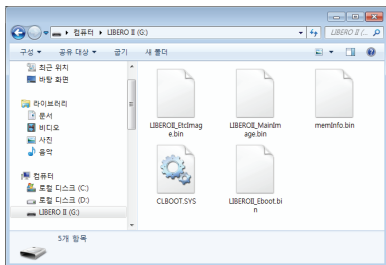 컴퓨터 ▸ LIBERO II (G:)
LIBERO II (...
구성 ▼ 공유 대상 ▼ 굽기 새 폴더
최근 위치
바탕 화면
라이브러리
문서
비디오
사진
음악
컴퓨터
로컬 디스크 (C:)
로컬 디스크 (D:)
LIBERO II (G:)
LIBEROII_EtcImag
e.bin
LIBEROII_MainIm
age.bin
memInfo.bin
CLBOOT.SYS
LIBEROII_Eboot.bi
n
5개 항목